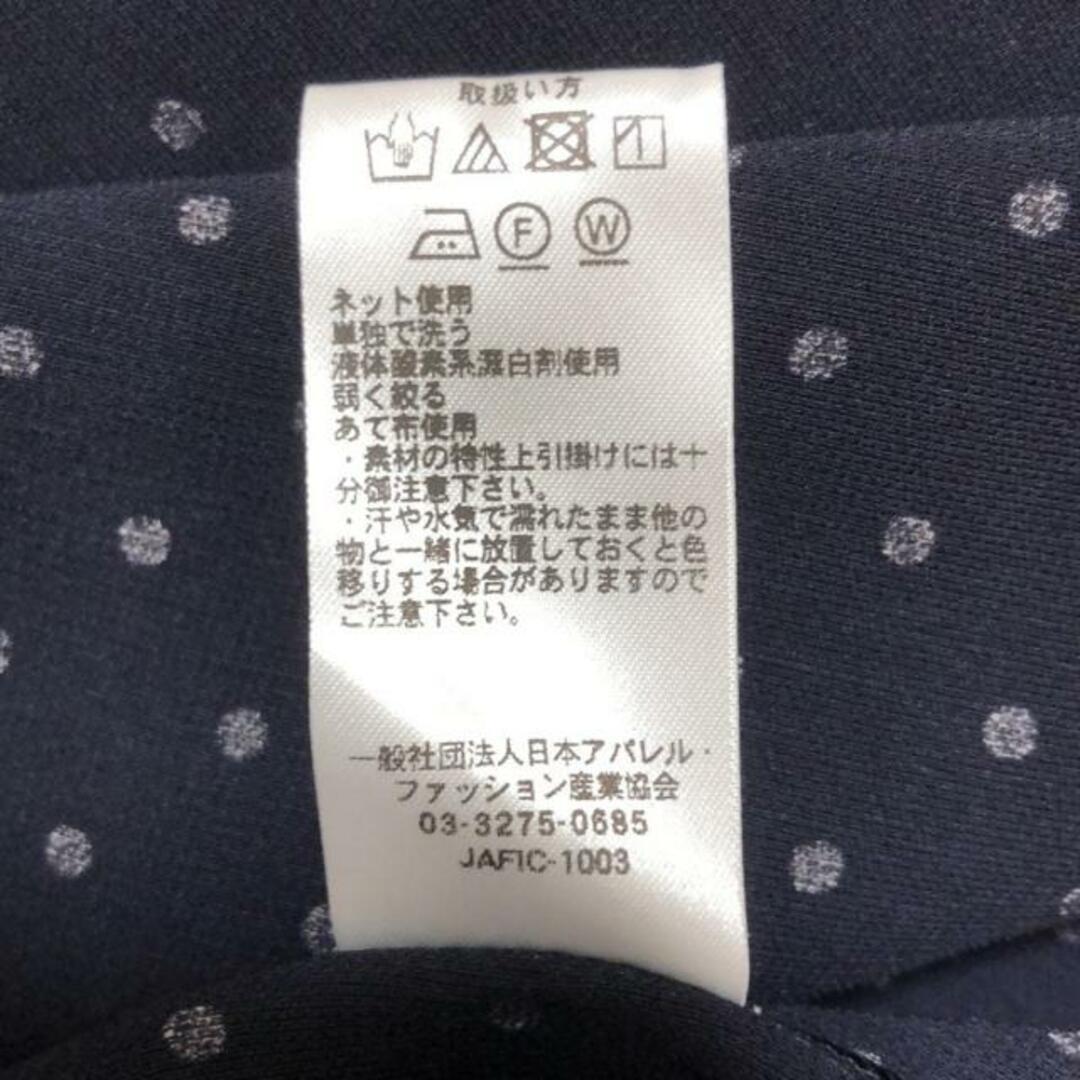 取扱い方
F W
ネット使用
単独で洗う
液体酸素系漂白剤使用
弱く絞る
あて布使用
・素材の特性上引掛けには十
分御注意下さい。
・汗や水気で濡れたまま他の
物と一緒に放置しておくと色
移りする場合がありますので
ご注意下さい。
一般社団法人日本アパレル・
ファッション産業協会
03-3275-0685
JAFIC-1003